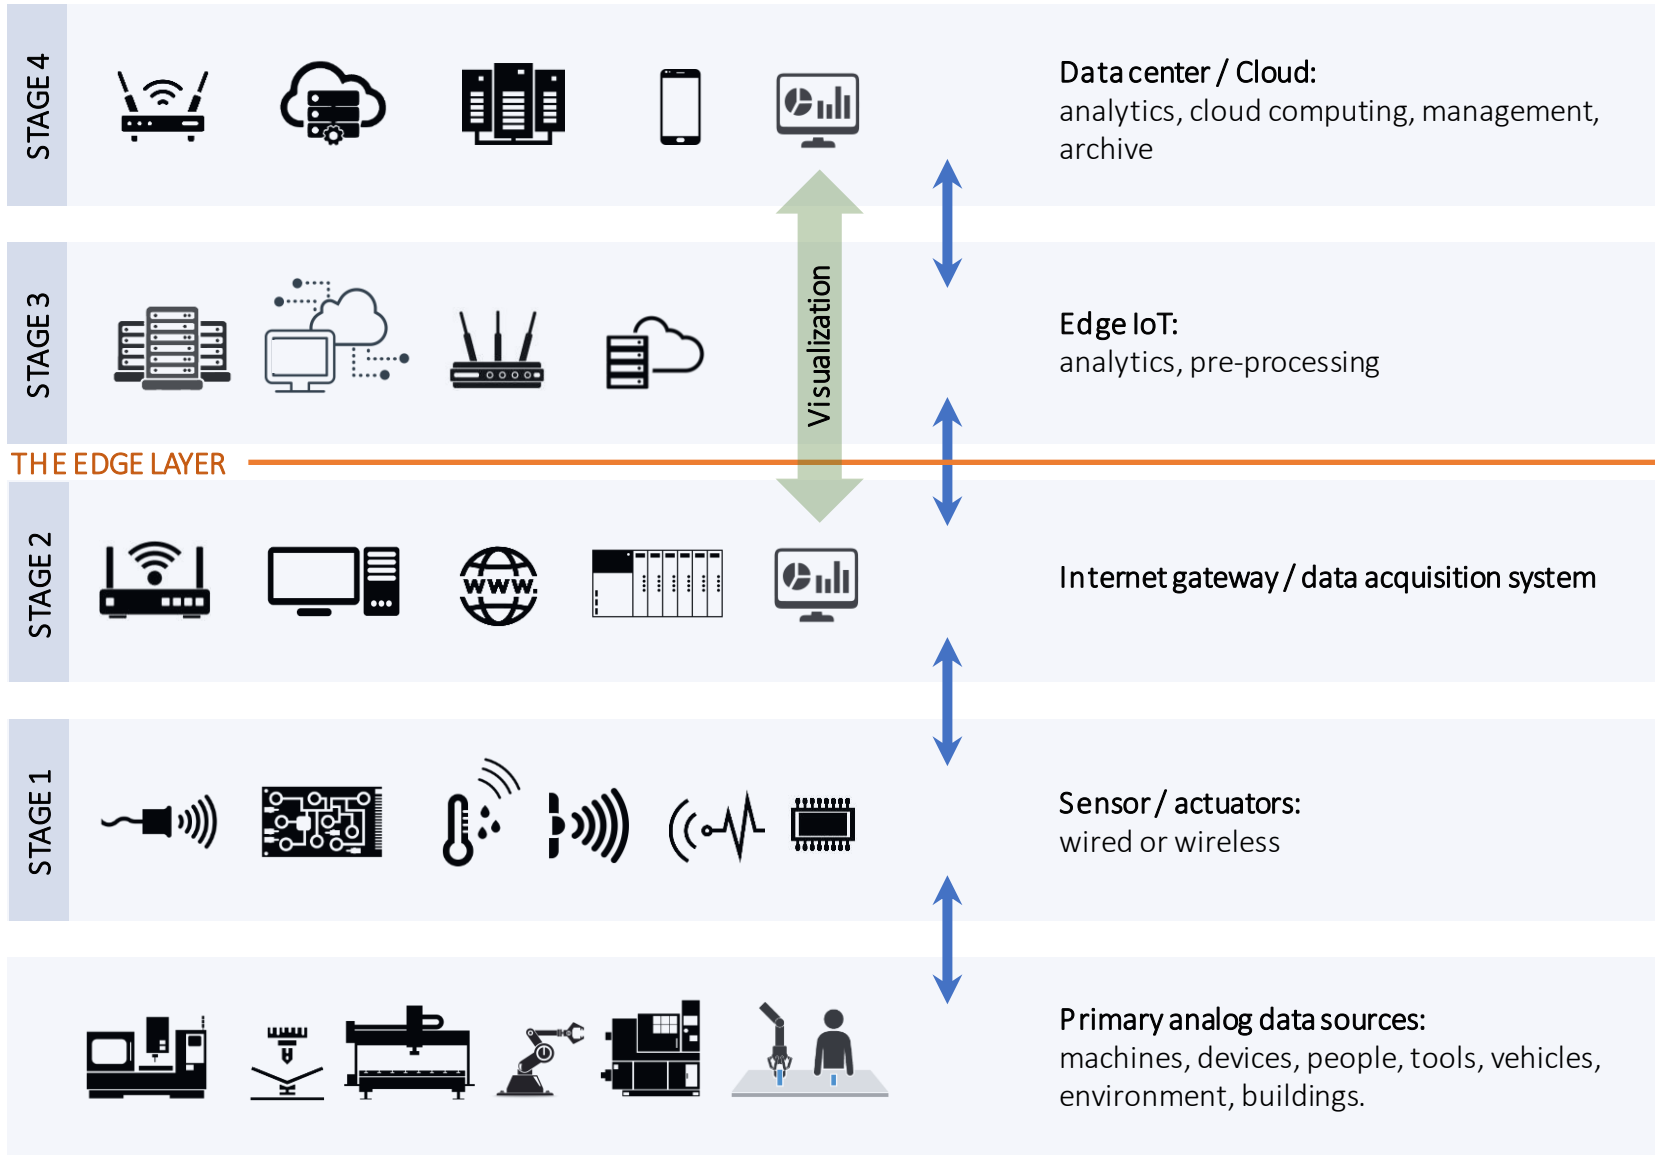 STAGE 4
Data center / Cloud:
analytics, cloud computing, management,
archive
STAGE 3
Visualization
Edge IoT:
analytics, pre-processing
THE EDGE LAYER
STAGE 2
www.
Internet gateway / data acquisition system
STAGE 1
Sensor / actuators:
wired or wireless
Primary analog data sources:
machines, devices, people, tools, vehicles,
environment, buildings.